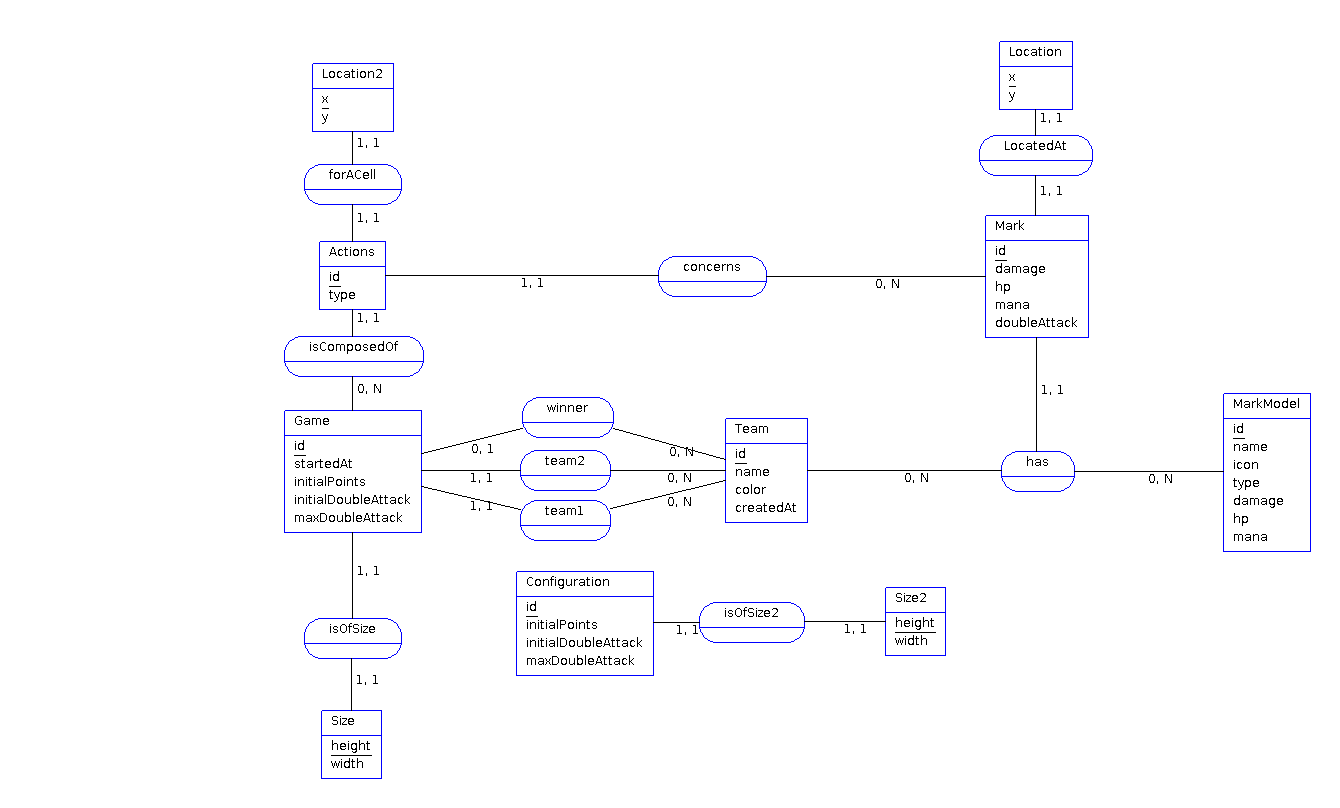 Location
x
y
1, 1
LocatedAt
1, 1
Location2
x
y
1, 1
forACell
1, 1
Actions
id
type
1, 1
concerns
0, N
Mark
id
damage
hp
mana
doubleAttack
1, 1
1, 1
isComposedOf
0, N
Game
id
startedAt
initialPoints
initialDoubleAttack
maxDoubleAttack
0, 1
winner
0, N
1, 1
team2
0, N
1, 1
team1
0, N
Team
id
name
color
createdAt
0, N
has
0, N
MarkModel
id
name
icon
type
damage
hp
mana
1, 1
isOfSize
1, 1
Size
height
width
Configuration
id
initialPoints
initialDoubleAttack
maxDoubleAttack
1, 1
isOfSize2
1, 1
Size2
height
width